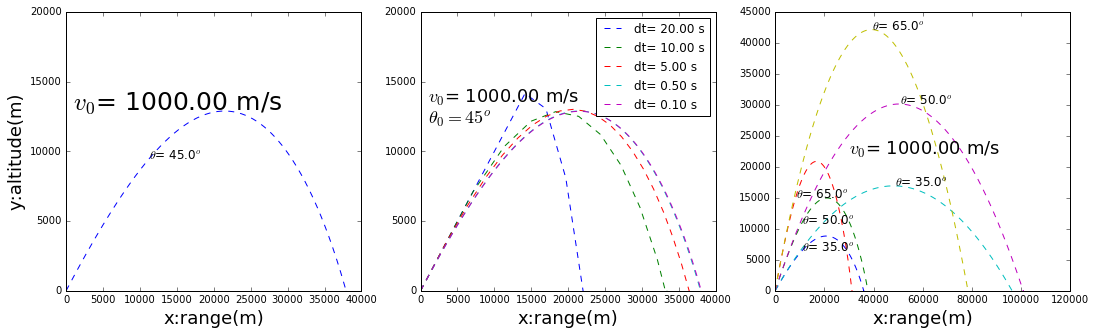 20000
15000
10000
5000
0
y:altitude(m)
v₀= 1000.00 m/s
θ= 45.0°
0 5000 10000 15000 20000 25000 30000 35000 40000
x:range(m)
20000
15000
10000
5000
0
v₀= 1000.00 m/s
θ₀ = 45°
dt= 20.00 s
dt= 10.00 s
dt= 5.00 s
dt= 0.50 s
dt= 0.10 s
0 5000 10000 15000 20000 25000 30000 35000 40000
x:range(m)
45000
40000
35000
30000
25000
20000
15000
10000
5000
0
θ= 65.0°
θ= 50.0°
v₀= 1000.00 m/s
θ= 35.0°
θ= 65.0°
θ= 50.0°
θ= 35.0°
0 20000 40000 60000 80000 100000 120000
x:range(m)